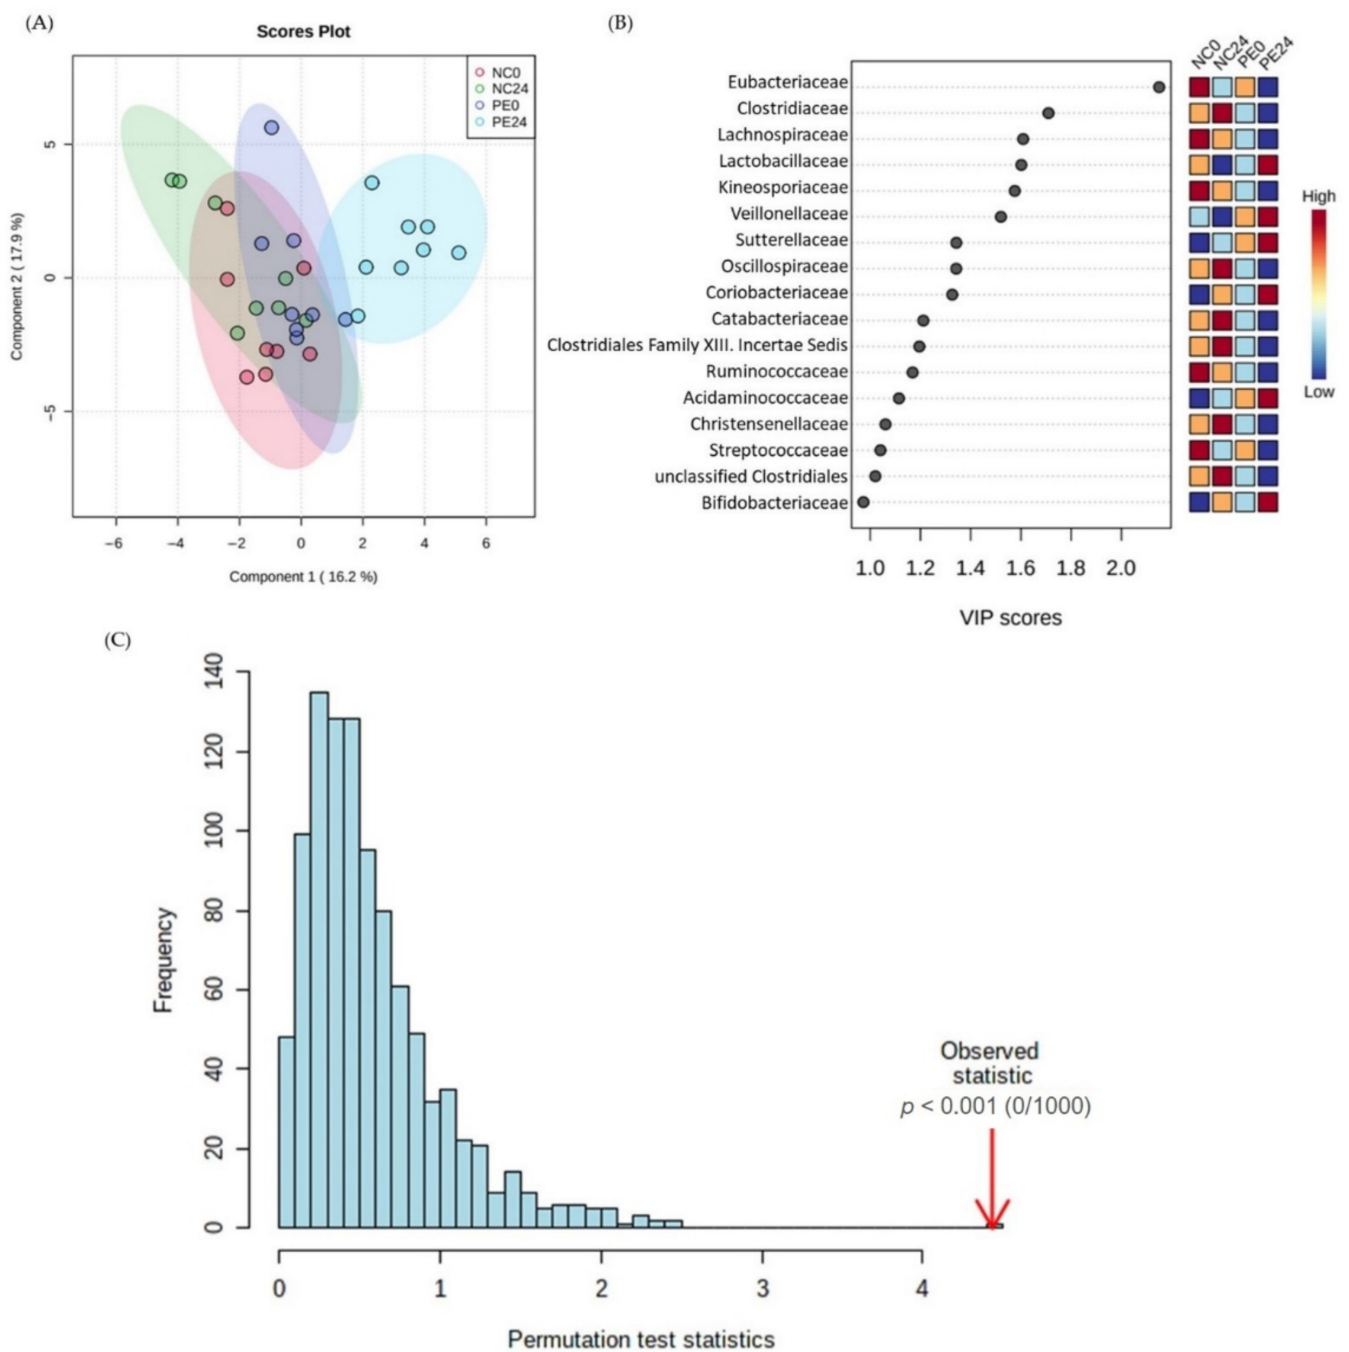 (A)
Scores Plot
NC0
NC24
PE0
PE24
Component 2 ( 17.9 %)
5
0
−5
−6 −4 −2 0 2 4 6
Component 1 ( 16.2 %)
(B)
NC0 NC24 PE0 PE24
Eubacteriaceae
Clostridiaceae
Lachnospiraceae
Lactobacillaceae
Kineosporiaceae
Veillonellaceae
Sutterellaceae
Oscillospiraceae
Coriobacteriaceae
Catabacteriaceae
Clostridiales Family XIII. Incertae Sedis
Ruminococcaceae
Acidaminococcaceae
Christensenellaceae
Streptococcaceae
unclassified Clostridiales
Bifidobacteriaceae
High
Low
1.0 1.2 1.4 1.6 1.8 2.0
VIP scores
(C)
Frequency
140
120
100
80
60
40
20
0
Observed
statistic
p < 0.001 (0/1000)
0 1 2 3 4
Permutation test statistics